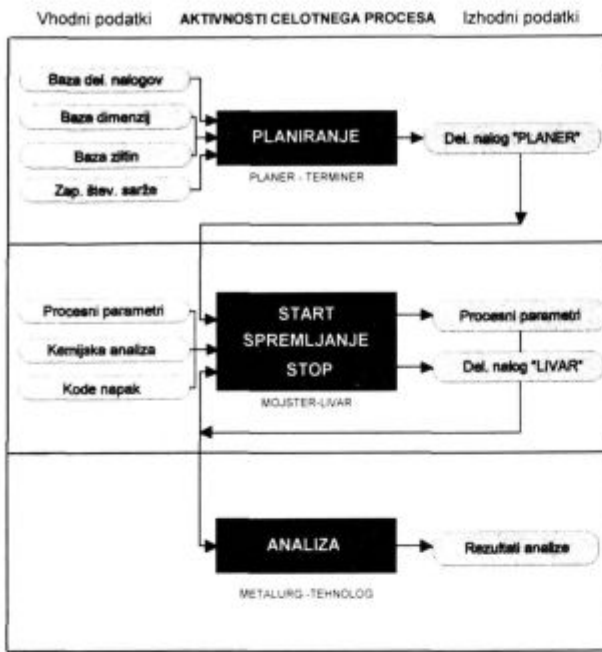 Vhodni podatki AKTIVNOSTI CELOTNEGA PROCESA Izhodni podatki
Baza del. nalogov
Baza dimenzij
Baza zlitin
Zap. štev. sarže
PLANIRANJE
PLANER - TERMINER
Del. nalog "PLANER"
Procesni parametri
Kemijska analiza
Kode napak
START
SPREMLJANJE
STOP
MOJSTER-LIVAR
Procesni parametri
Del. nalog "LIVAR"
ANALIZA
METALURG -TEHNOLOG
Rezultati analize